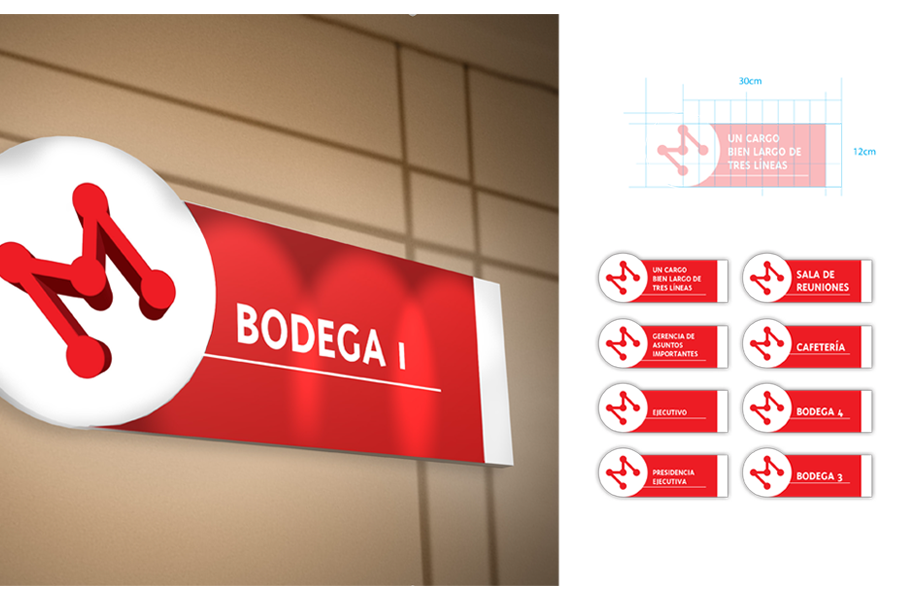 BODEGA 1
30cm
12cm
UN CARGO
BIEN LARGO DE
TRES LÍNEAS
UN CARGO
BIEN LARGO DE
TRES LÍNEAS
SALA DE
REUNIONES
GERENCIA DE
ASUNTOS
IMPORTANTES
CAFETERÍA
EJECUTIVO
BODEGA 4
PRESIDENCIA
EJECUTIVA
BODEGA 3